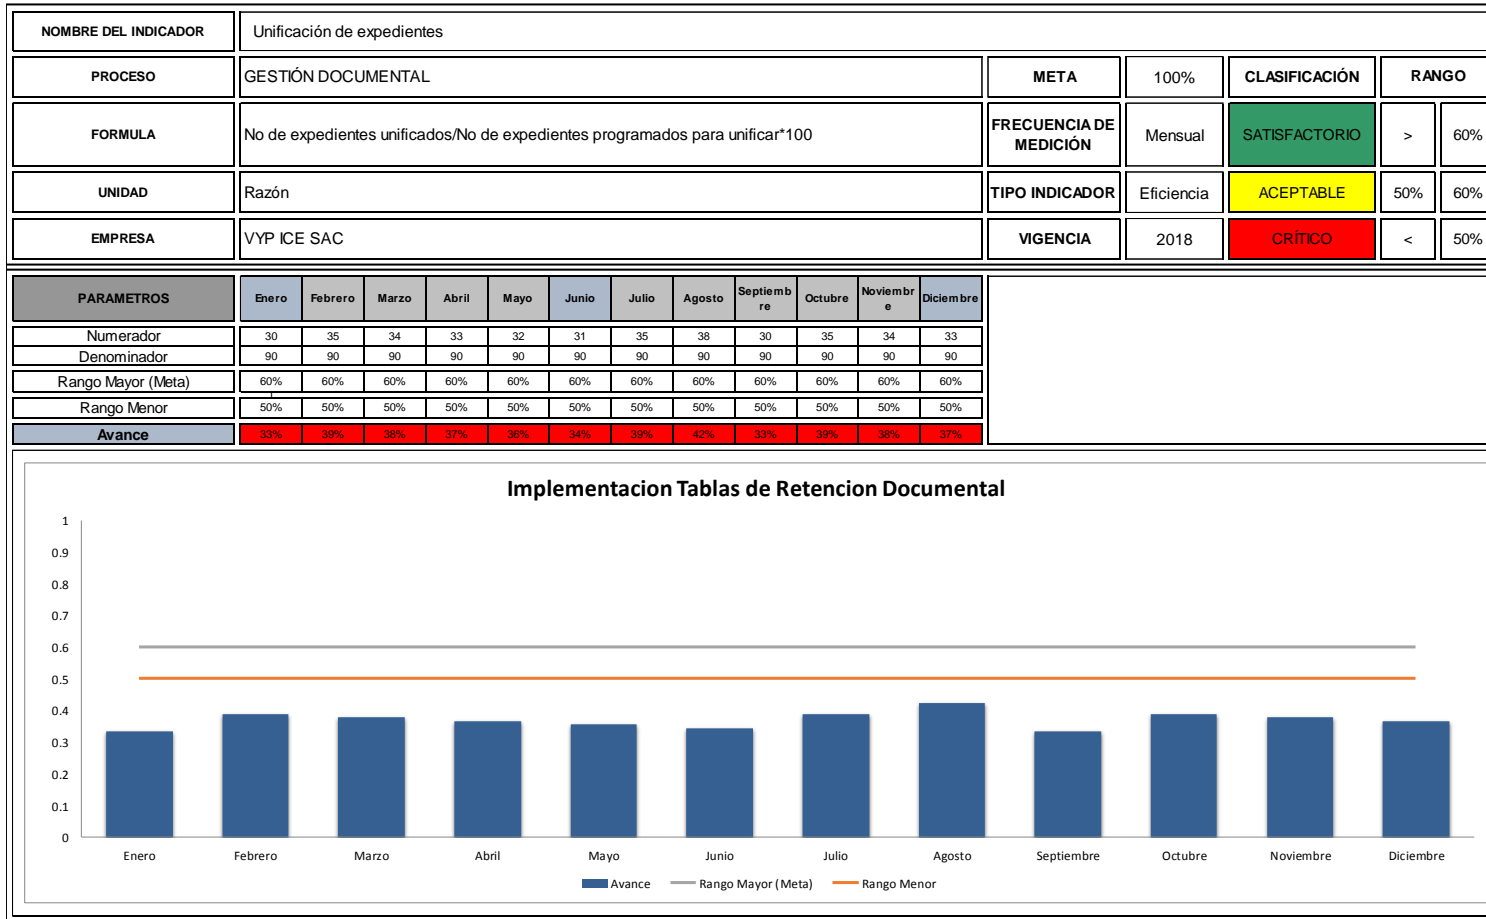 NOMBRE DEL INDICADOR Unificación de expedientes
PROCESO GESTIÓN DOCUMENTAL META 100% CLASIFICACIÓN RANGO
FORMULA No de expedientes unificados/No de expedientes programados para unificar*100 FRECUENCIA DE MEDICIÓN Mensual SATISFACTORIO > 60%
UNIDAD Razón TIPO INDICADOR Eficiencia ACEPTABLE 50% 60%
EMPRESA VYP ICE SAC VIGENCIA 2018 CRÍTICO < 50%
PARAMETROS Enero Febrero Marzo Abril Mayo Junio Julio Agosto Septiembre Octubre Noviembre Diciembre
Numerador 30 35 34 33 32 31 35 38 30 35 34 33
Denominador 90 90 90 90 90 90 90 90 90 90 90 90
Rango Mayor (Meta) 60% 60% 60% 60% 60% 60% 60% 60% 60% 60% 60% 60%
Rango Menor 50% 50% 50% 50% 50% 50% 50% 50% 50% 50% 50% 50%
Avance 33% 39% 38% 37% 36% 34% 39% 42% 33% 39% 38% 37%
Implementacion Tablas de Retencion Documental
1
0.9
0.8
0.7
0.6
0.5
0.4
0.3
0.2
0.1
0
Enero Febrero Marzo Abril Mayo Junio Julio Agosto Septiembre Octubre Noviembre Diciembre
Avance Rango Mayor (Meta) Rango Menor